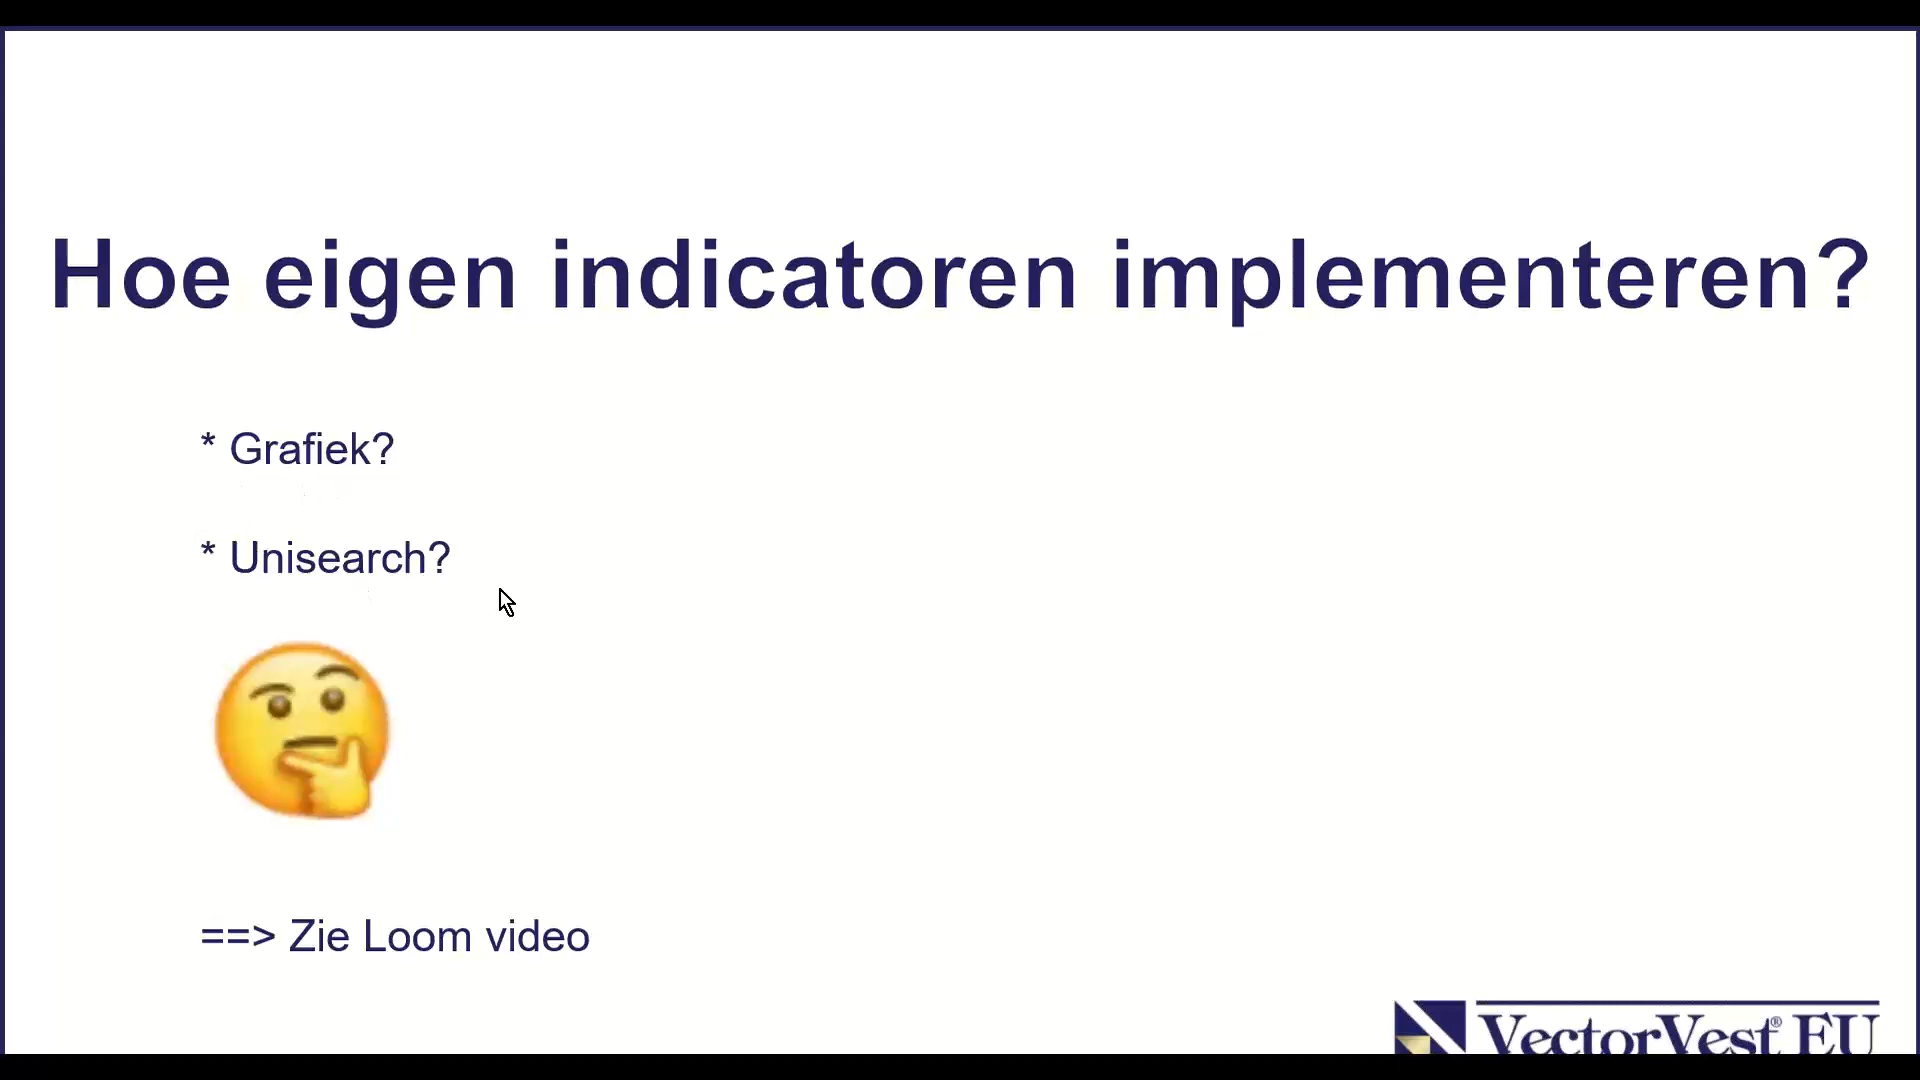 Hoe eigen indicatoren implementeren?
* Grafiek?
* Unisearch?
==> Zie Loom video
VectorVest® EU